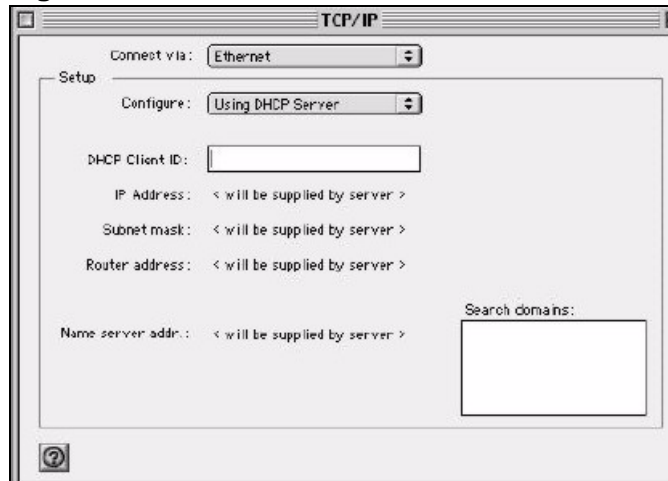 TCP/IP
Connect via: Ethernet
Setup
Configure: Using DHCP Server
DHCP Client ID:
IP Address: < will be supplied by server >
Subnet mask: < will be supplied by server >
Router address: < will be supplied by server >
Search domains:
Name server addr.: < will be supplied by server >
?